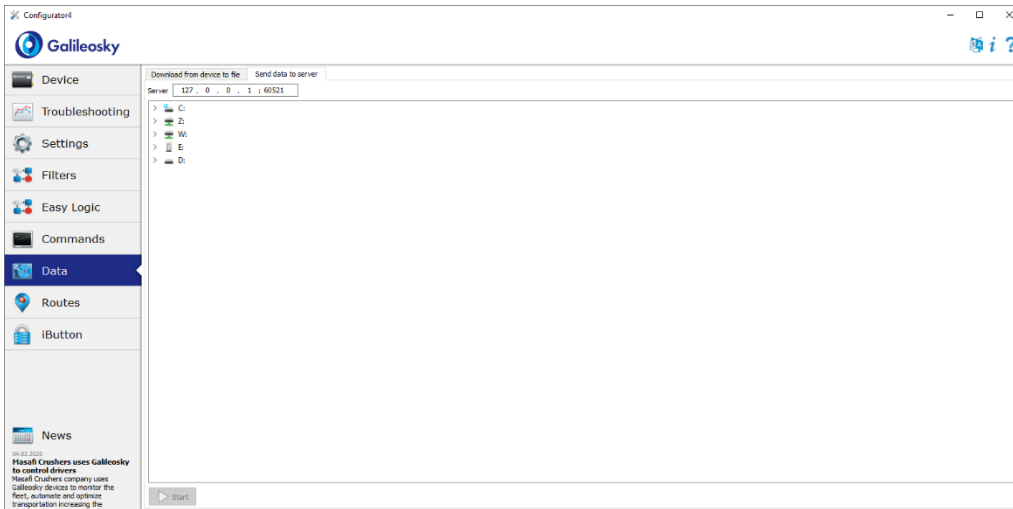 Configurator4
Galileosky
Device
Troubleshooting
Settings
Filters
Easy Logic
Commands
Data
Routes
iButton
News
04.02.2020
Masafi Crushers uses Galileosky
to control drivers
Masafi Crushers company uses
Galileosky devices to monitor the
fleet, automate and optimize
transportation increasing the
Download from device to file Send data to server
Server 127 . 0 . 0 . 1 : 60521
C:
Z:
W:
E:
D:
Start